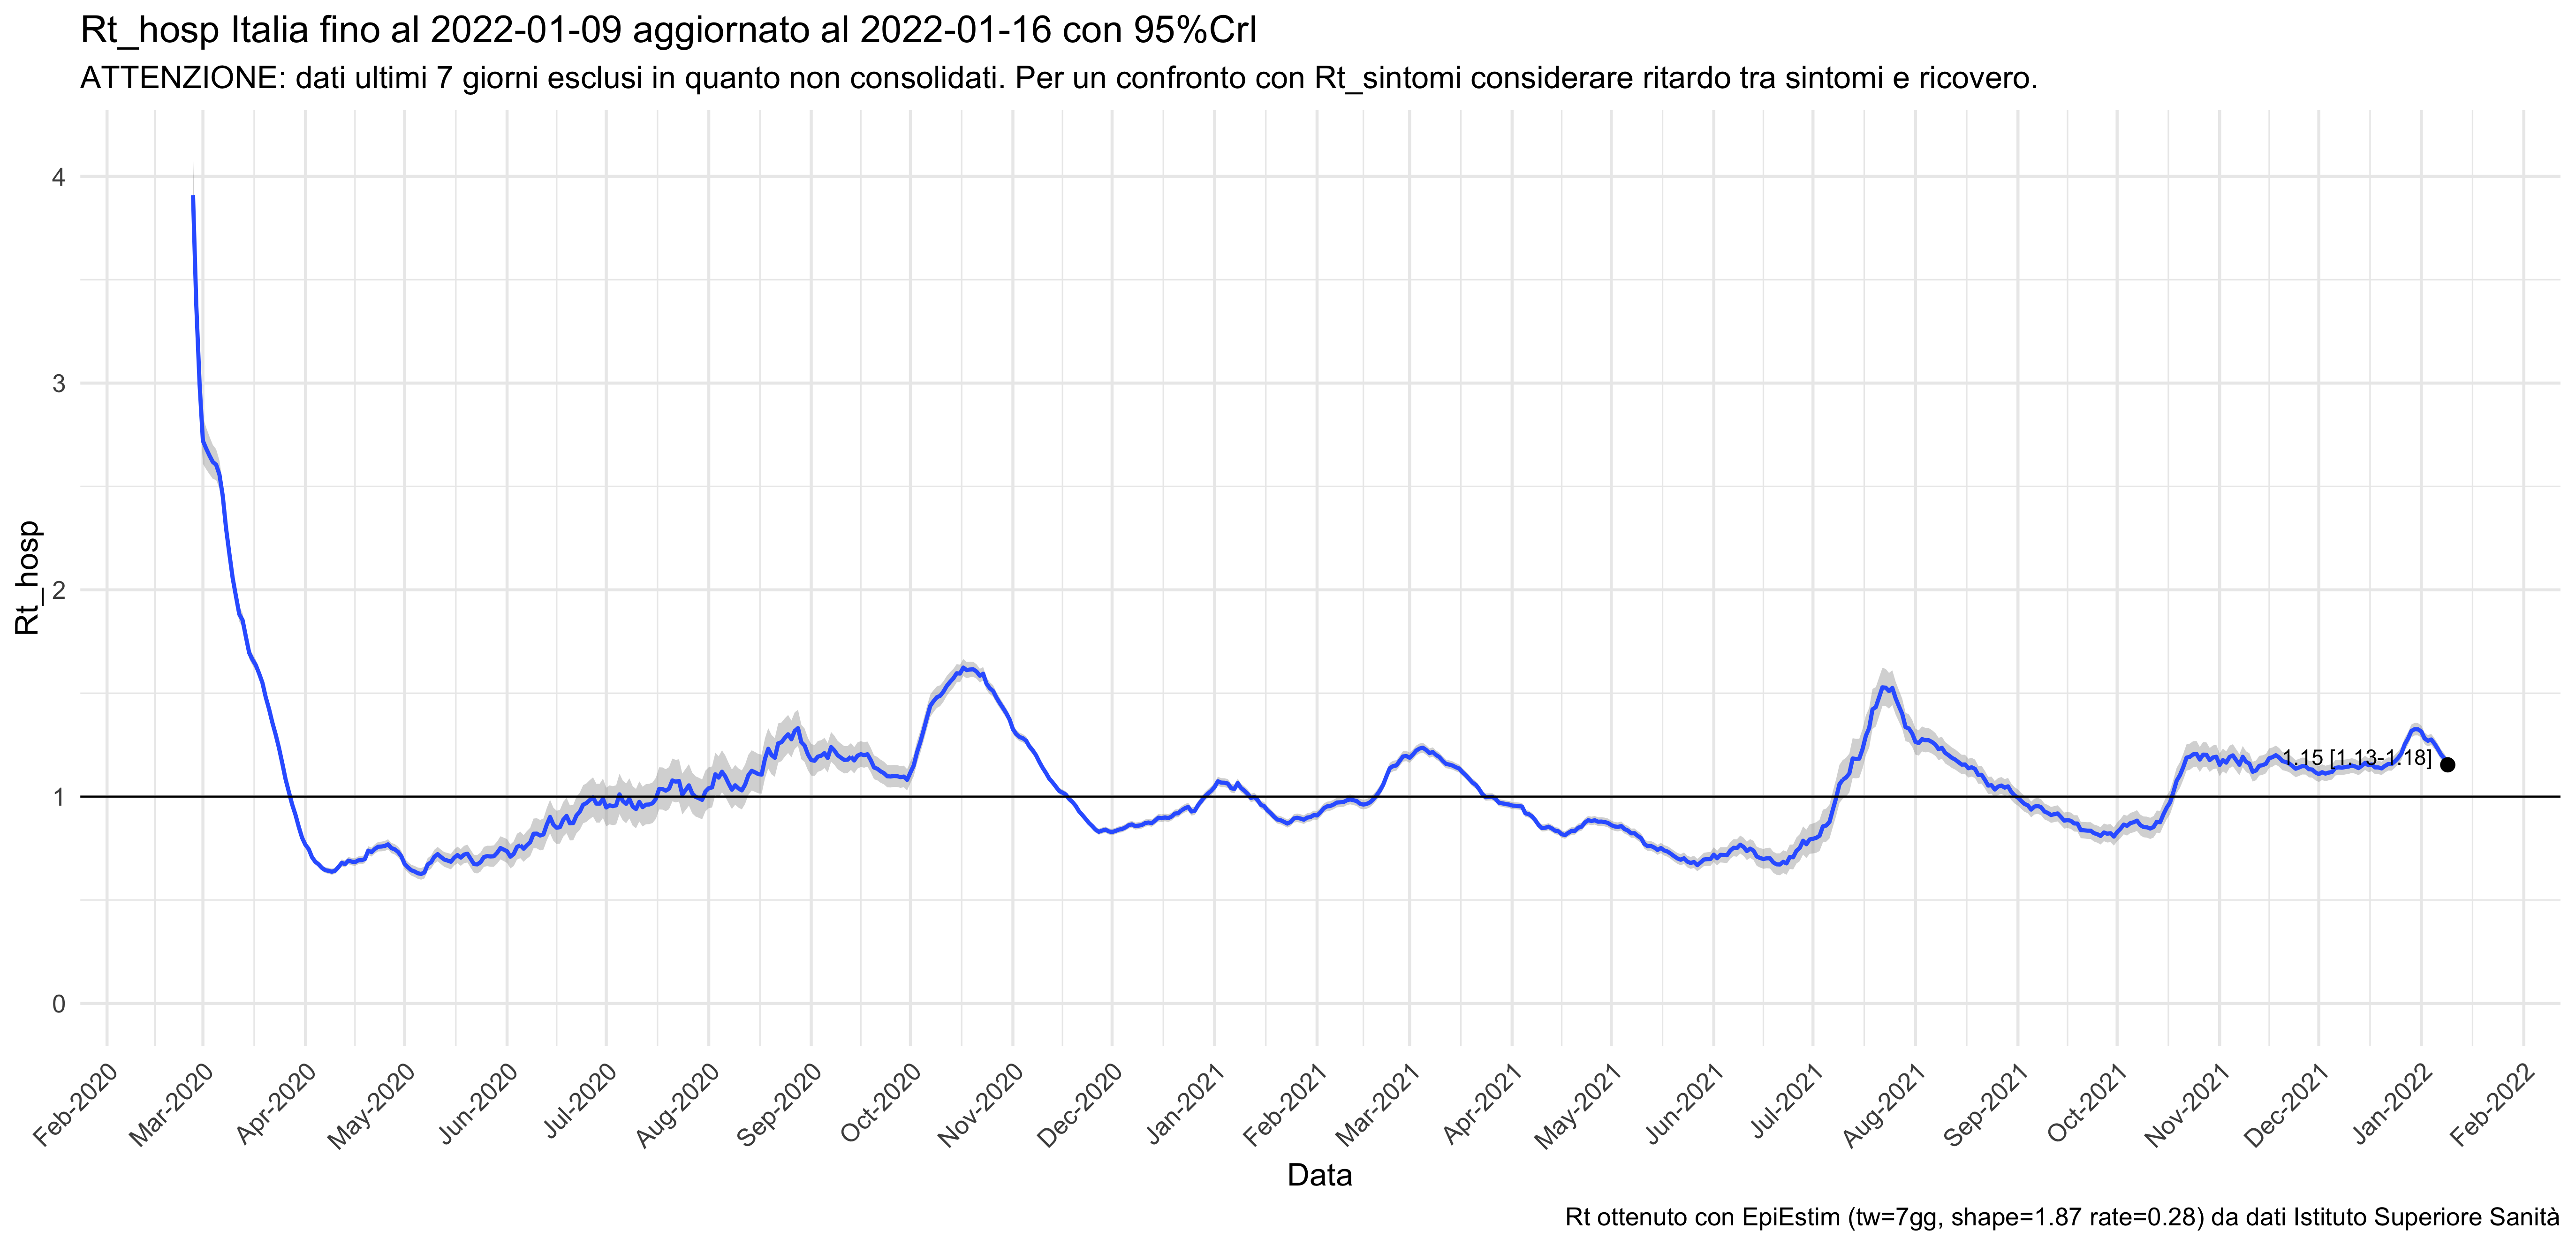 Rt_hosp Italia fino al 2022-01-09 aggiornato al 2022-01-16 con 95%CrI
ATTENZIONE: dati ultimi 7 giorni esclusi in quanto non consolidati. Per un confronto con Rt_sintomi considerare ritardo tra sintomi e ricovero.
Rt_hosp
4
3
2
1
0
1.15 [1.13-1.18]
Feb-2020
Mar-2020
Apr-2020
May-2020
Jun-2020
Jul-2020
Aug-2020
Sep-2020
Oct-2020
Nov-2020
Dec-2020
Jan-2021
Feb-2021
Mar-2021
Apr-2021
May-2021
Jun-2021
Jul-2021
Aug-2021
Sep-2021
Oct-2021
Nov-2021
Dec-2021
Jan-2022
Feb-2022
Data
Rt ottenuto con EpiEstim (tw=7gg, shape=1.87 rate=0.28) da dati Istituto Superiore Sanità